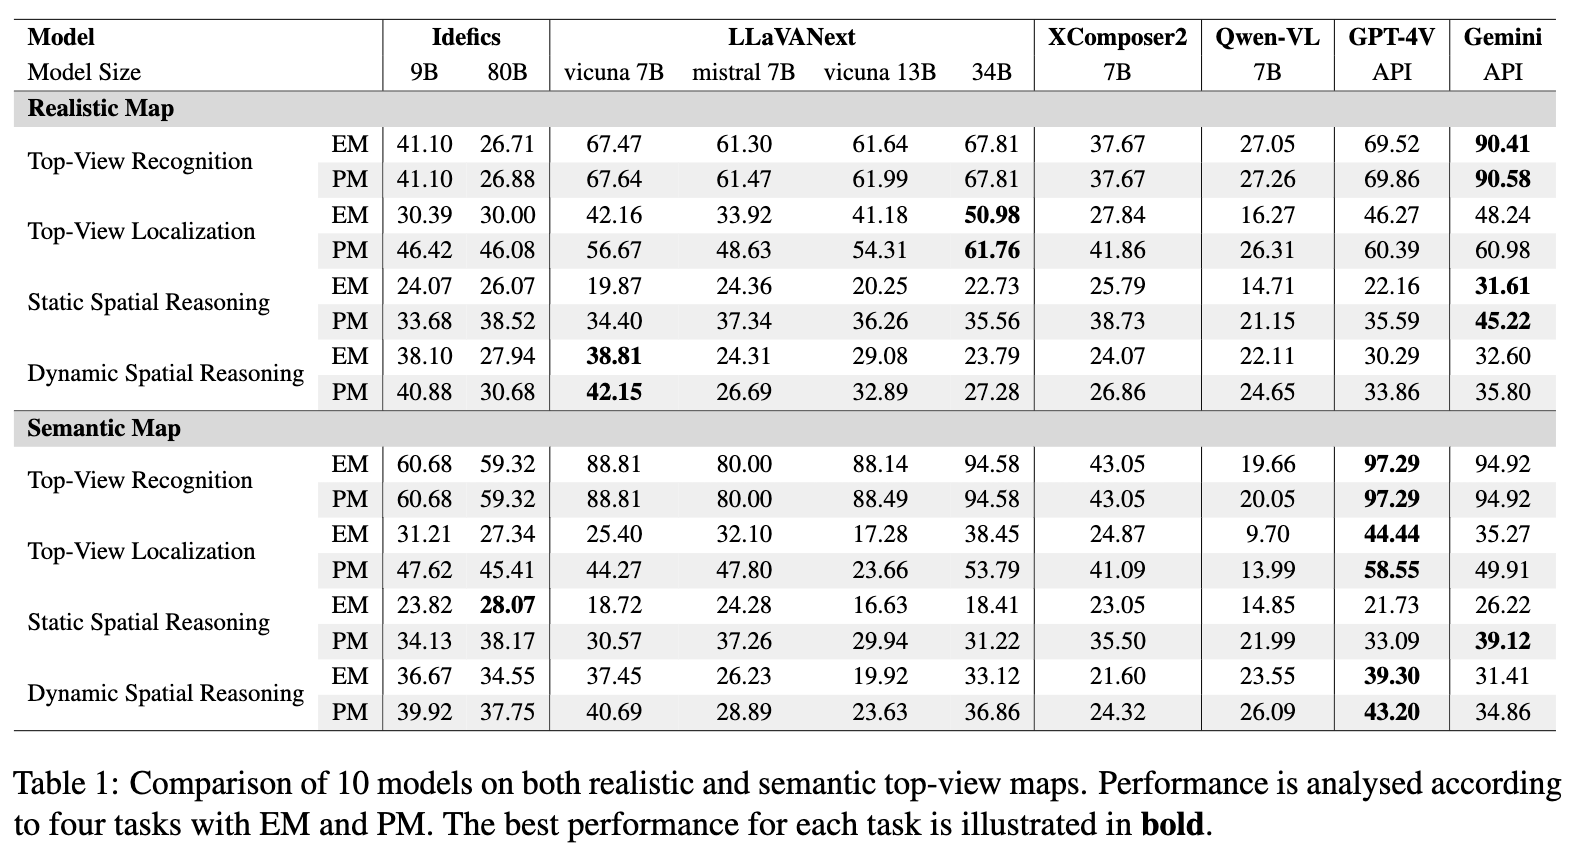 Model Idefics LLaVANext XComposer2 Qwen-VL GPT-4V Gemini
Model Size 9B 80B vicuna 7B mistral 7B vicuna 13B 34B 7B 7B API API
Realistic Map
Top-View Recognition EM 41.10 26.71 67.47 61.30 61.64 67.81 37.67 27.05 69.52 90.41
PM 41.10 26.88 67.64 61.47 61.99 67.81 37.67 27.26 69.86 90.58
Top-View Localization EM 30.39 30.00 42.16 33.92 41.18 50.98 27.84 16.27 46.27 48.24
PM 46.42 46.08 56.67 48.63 54.31 61.76 41.86 26.31 60.39 60.98
Static Spatial Reasoning EM 24.07 26.07 19.87 24.36 20.25 22.73 25.79 14.71 22.16 31.61
PM 33.68 38.52 34.40 37.34 36.26 35.56 38.73 21.15 35.59 45.22
Dynamic Spatial Reasoning EM 38.10 27.94 38.81 24.31 29.08 23.79 24.07 22.11 30.29 32.60
PM 40.88 30.68 42.15 26.69 32.89 27.28 26.86 24.65 33.86 35.80
Semantic Map
Top-View Recognition EM 60.68 59.32 88.81 80.00 88.14 94.58 43.05 19.66 97.29 94.92
PM 60.68 59.32 88.81 80.00 88.49 94.58 43.05 20.05 97.29 94.92
Top-View Localization EM 31.21 27.34 25.40 32.10 17.28 38.45 24.87 9.70 44.44 35.27
PM 47.62 45.41 44.27 47.80 23.66 53.79 41.09 13.99 58.55 49.91
Static Spatial Reasoning EM 23.82 28.07 18.72 24.28 16.63 18.41 23.05 14.85 21.73 26.22
PM 34.13 38.17 30.57 37.26 29.94 31.22 35.50 21.99 33.09 39.12
Dynamic Spatial Reasoning EM 36.67 34.55 37.45 26.23 19.92 33.12 21.60 23.55 39.30 31.41
PM 39.92 37.75 40.69 28.89 23.63 36.86 24.32 26.09 43.20 34.86
Table 1: Comparison of 10 models on both realistic and semantic top-view maps. Performance is analysed according
to four tasks with EM and PM. The best performance for each task is illustrated in bold.